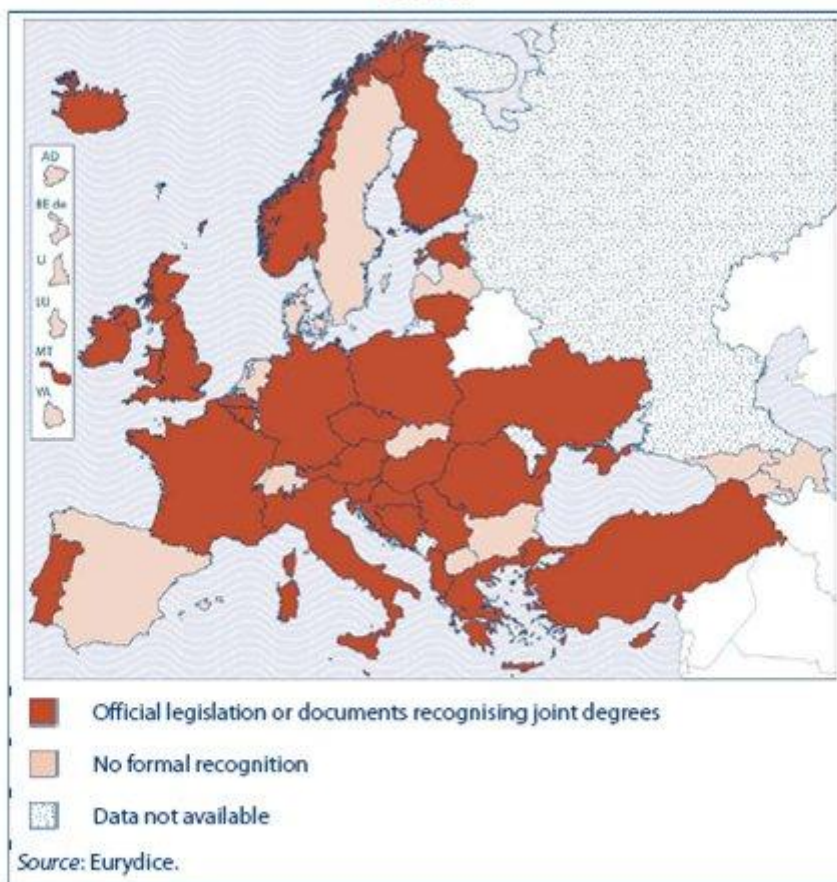 AD
BE de
LI
LU
MT
VA
Official legislation or documents recognising joint degrees
No formal recognition
Data not available
Source: Eurydice.